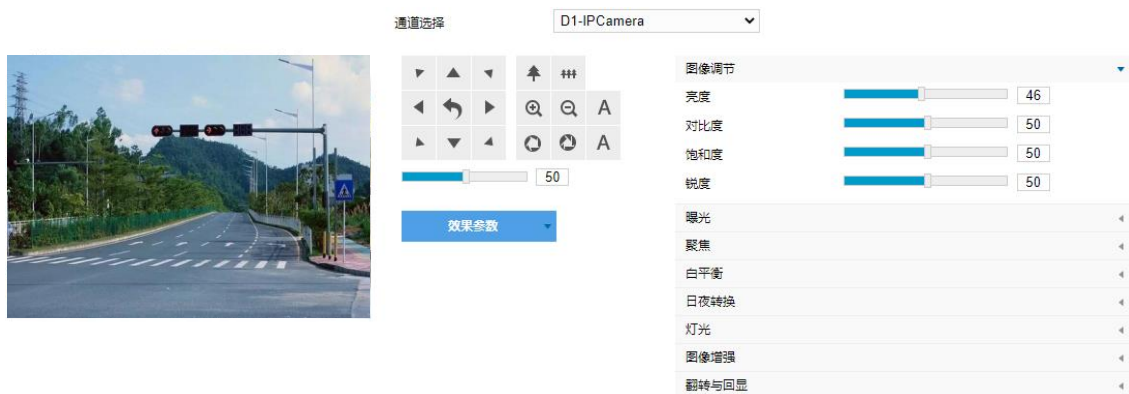 通道选择
D1-IPCamera
A
A
50
效果参数
图像调节
亮度 46
对比度 50
饱和度 50
锐度 50
曝光
聚焦
白平衡
日夜转换
灯光
图像增强
翻转与回显